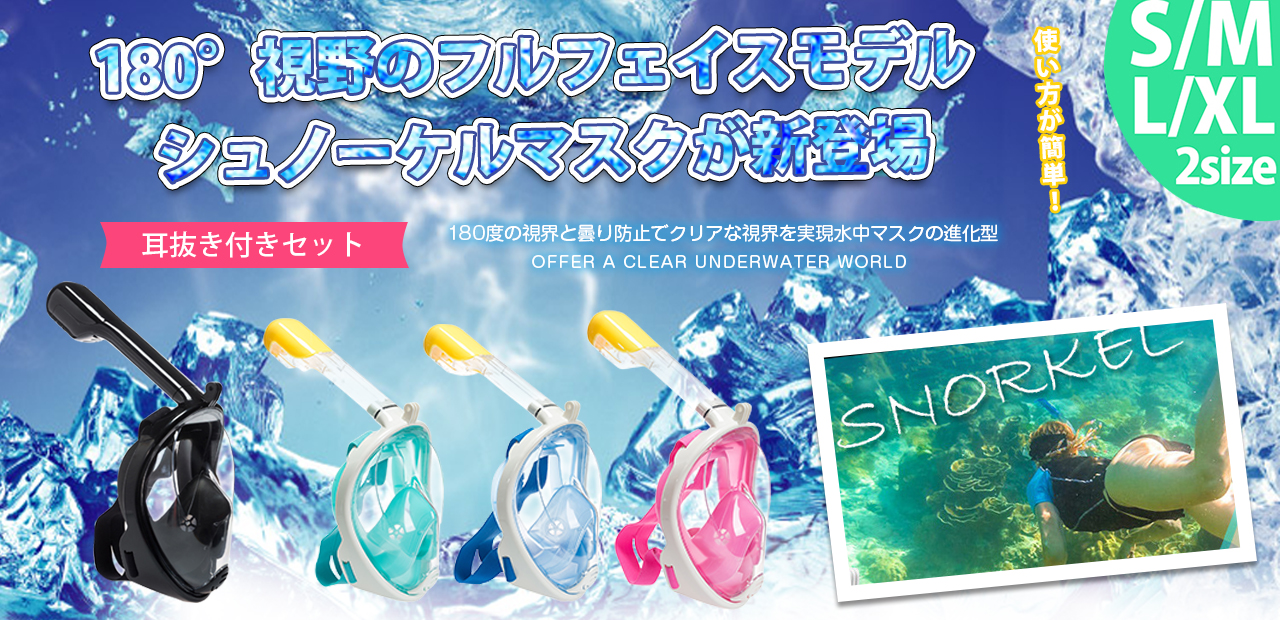 180°視野のフルフェイスモデル
シュノーケルマスクが新登場
使い方が簡単！
S/M
L/XL
2size
耳抜き付きセット
180度の視界と曇り防止でクリアな視界を実現水中マスクの進化型
OFFER A CLEAR UNDERWATER WORLD
SNORKEL